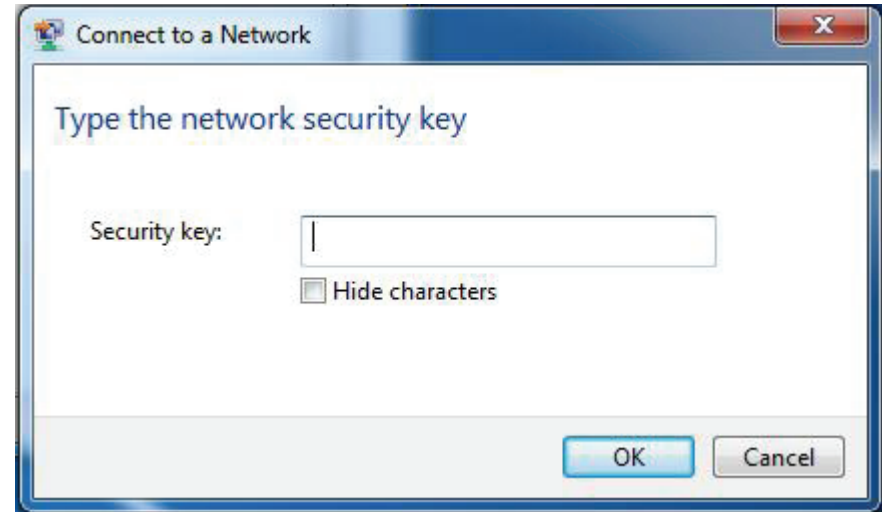 Connect to a Network
Type the network security key
Security key:
Hide characters
OK Cancel